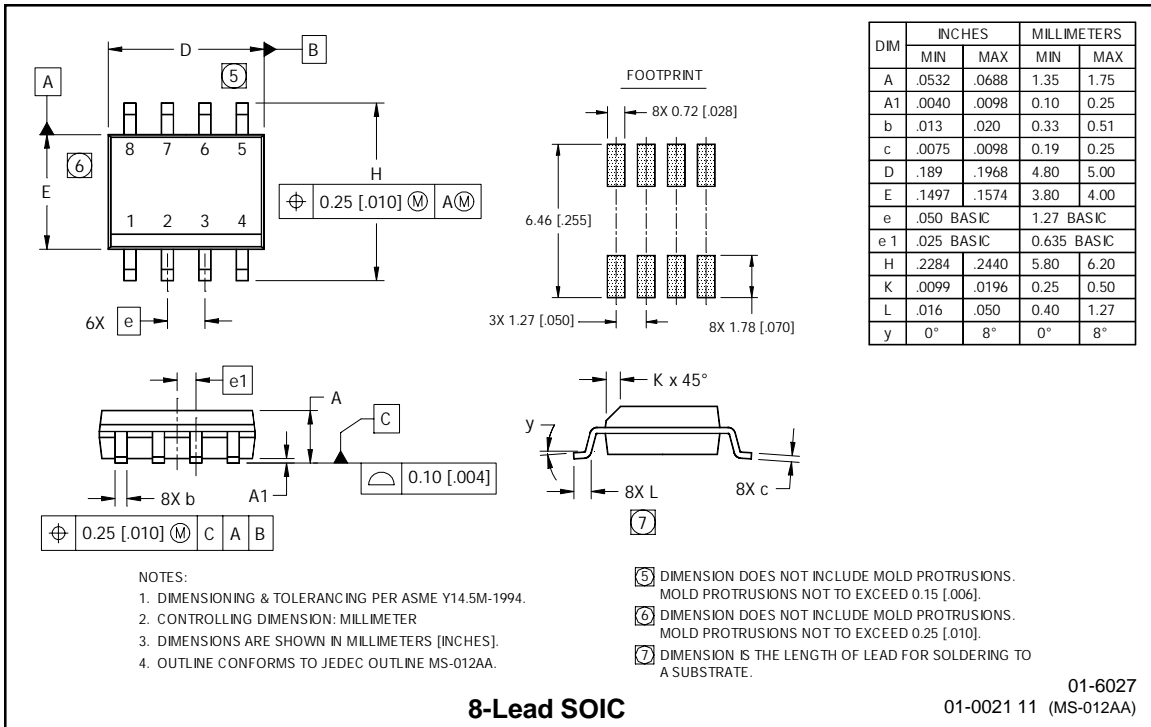 D
B
5
A
8 7 6 5
6
E
H
⌖ 0.25 [.010] Ⓜ AⓂ
1 2 3 4
6X e
FOOTPRINT
8X 0.72 [.028]
6.46 [.255]
3X 1.27 [.050]
8X 1.78 [.070]
DIM INCHES MILLIMETERS
MIN MAX MIN MAX
A .0532 .0688 1.35 1.75
A1 .0040 .0098 0.10 0.25
b .013 .020 0.33 0.51
c .0075 .0098 0.19 0.25
D .189 .1968 4.80 5.00
E .1497 .1574 3.80 4.00
e .050 BASIC 1.27 BASIC
e 1 .025 BASIC 0.635 BASIC
H .2284 .2440 5.80 6.20
K .0099 .0196 0.25 0.50
L .016 .050 0.40 1.27
y 0° 8° 0° 8°
e1
A
C
⌓ 0.10 [.004]
8X b
A1
⌖ 0.25 [.010] Ⓜ C A B
K x 45°
y
8X L
8X c
7
NOTES:
1. DIMENSIONING & TOLERANCING PER ASME Y14.5M-1994.
2. CONTROLLING DIMENSION: MILLIMETER
3. DIMENSIONS ARE SHOWN IN MILLIMETERS [INCHES].
4. OUTLINE CONFORMS TO JEDEC OUTLINE MS-012AA.
5 DIMENSION DOES NOT INCLUDE MOLD PROTRUSIONS.
MOLD PROTRUSIONS NOT TO EXCEED 0.15 [.006].
6 DIMENSION DOES NOT INCLUDE MOLD PROTRUSIONS.
MOLD PROTRUSIONS NOT TO EXCEED 0.25 [.010].
7 DIMENSION IS THE LENGTH OF LEAD FOR SOLDERING TO
A SUBSTRATE.
8-Lead SOIC
01-6027
01-0021 11 (MS-012AA)